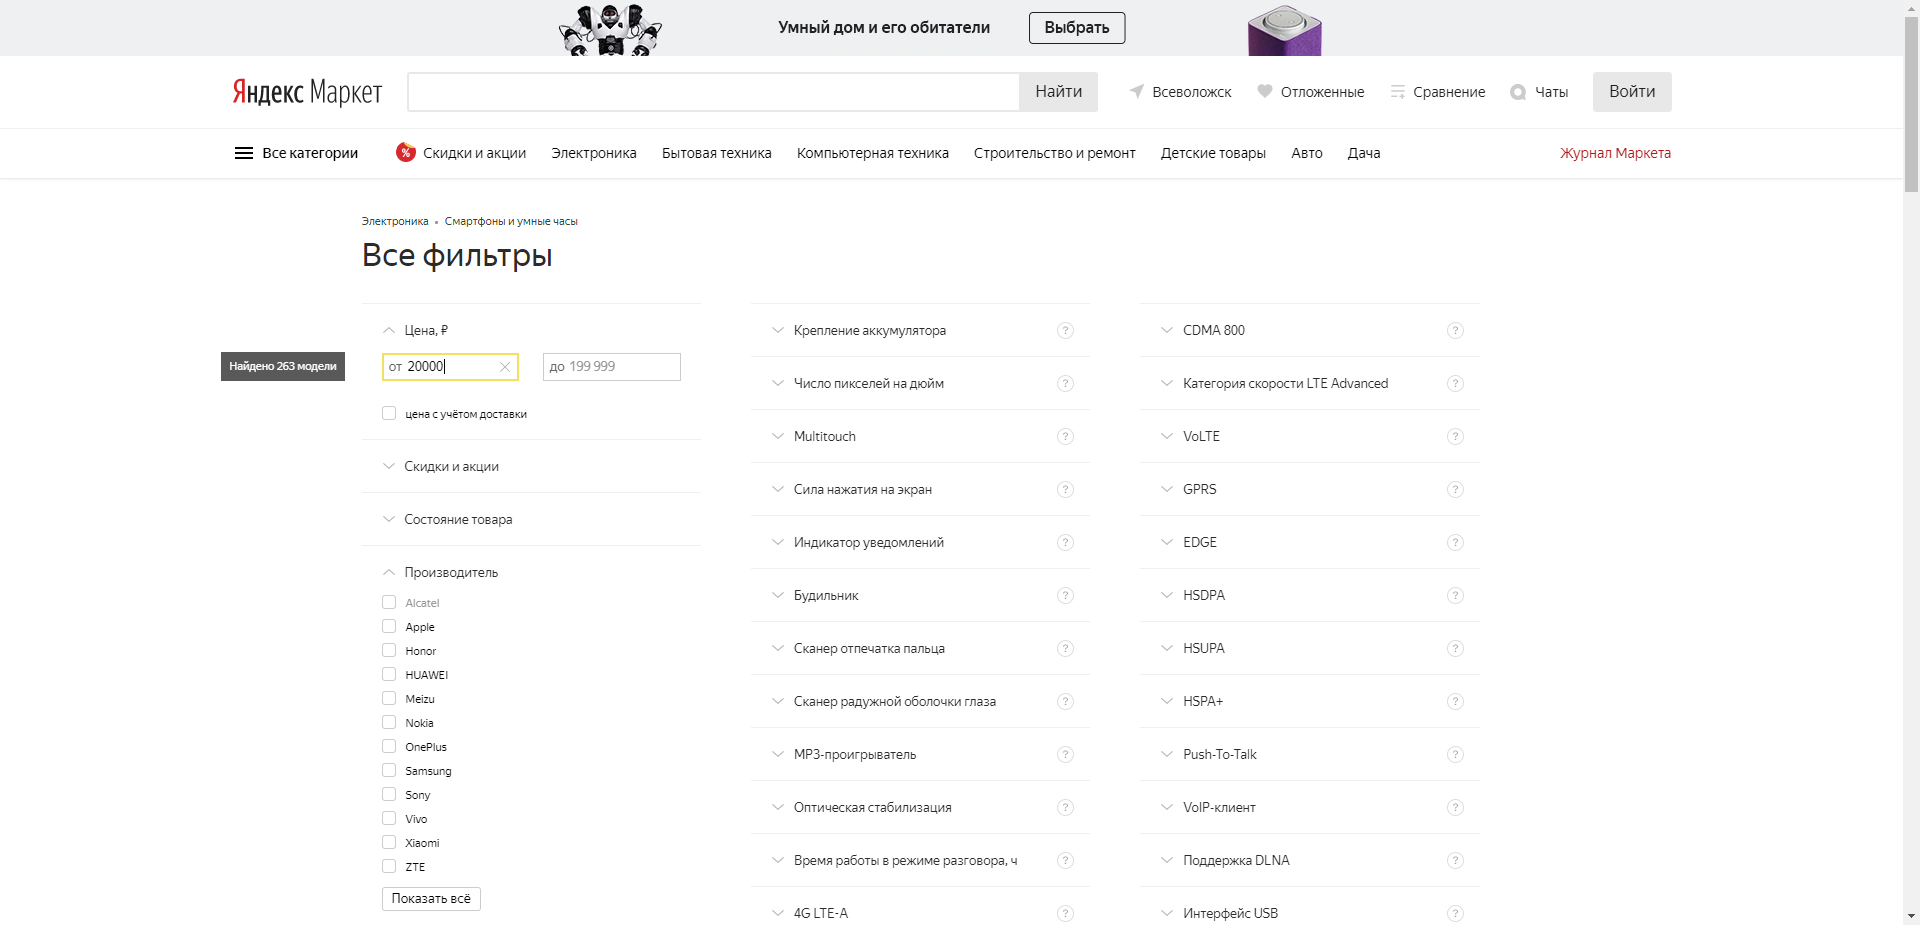 Умный дом и его обитатели
Выбрать
Яндекс Маркет
Найти
Всеволожск
Отложенные
Сравнение
Чаты
Войти
Все категории
% Скидки и акции
Электроника
Бытовая техника
Компьютерная техника
Строительство и ремонт
Детские товары
Авто
Дача
Журнал Маркета
Электроника • Смартфоны и умные часы
Все фильтры
Цена, ₽
Найдено 263 модели
от 20000
до 199 999
цена с учётом доставки
Скидки и акции
Состояние товара
Производитель
Alcatel
Apple
Honor
HUAWEI
Meizu
Nokia
OnePlus
Samsung
Sony
Vivo
Xiaomi
ZTE
Показать всё
Крепление аккумулятора ?
Число пикселей на дюйм ?
Multitouch ?
Сила нажатия на экран ?
Индикатор уведомлений ?
Будильник ?
Сканер отпечатка пальца ?
Сканер радужной оболочки глаза ?
MP3-проигрыватель ?
Оптическая стабилизация ?
Время работы в режиме разговора, ч ?
4G LTE-A ?
CDMA 800 ?
Категория скорости LTE Advanced ?
VoLTE ?
GPRS ?
EDGE ?
HSDPA ?
HSUPA ?
HSPA+ ?
Push-To-Talk ?
VoIP-клиент ?
Поддержка DLNA ?
Интерфейс USB ?